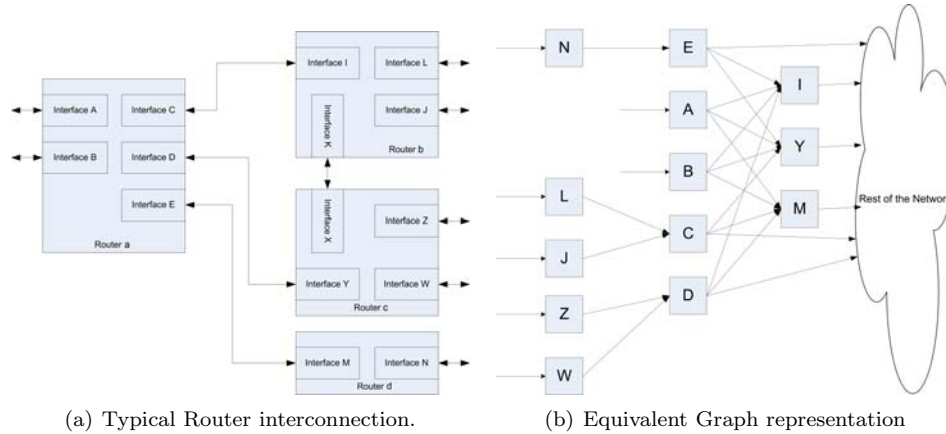 Interface I
Interface L
Interface A
Interface C
Interface K
Interface J
Router b
Interface B
Interface D
Interface E
Router a
Interface X
Interface Z
Interface Y
Interface W
Router c
Interface M
Interface N
Router d
(a) Typical Router interconnection.
N
E
I
A
Y
B
L
M
Rest of the Network
C
J
D
Z
W
(b) Equivalent Graph representation